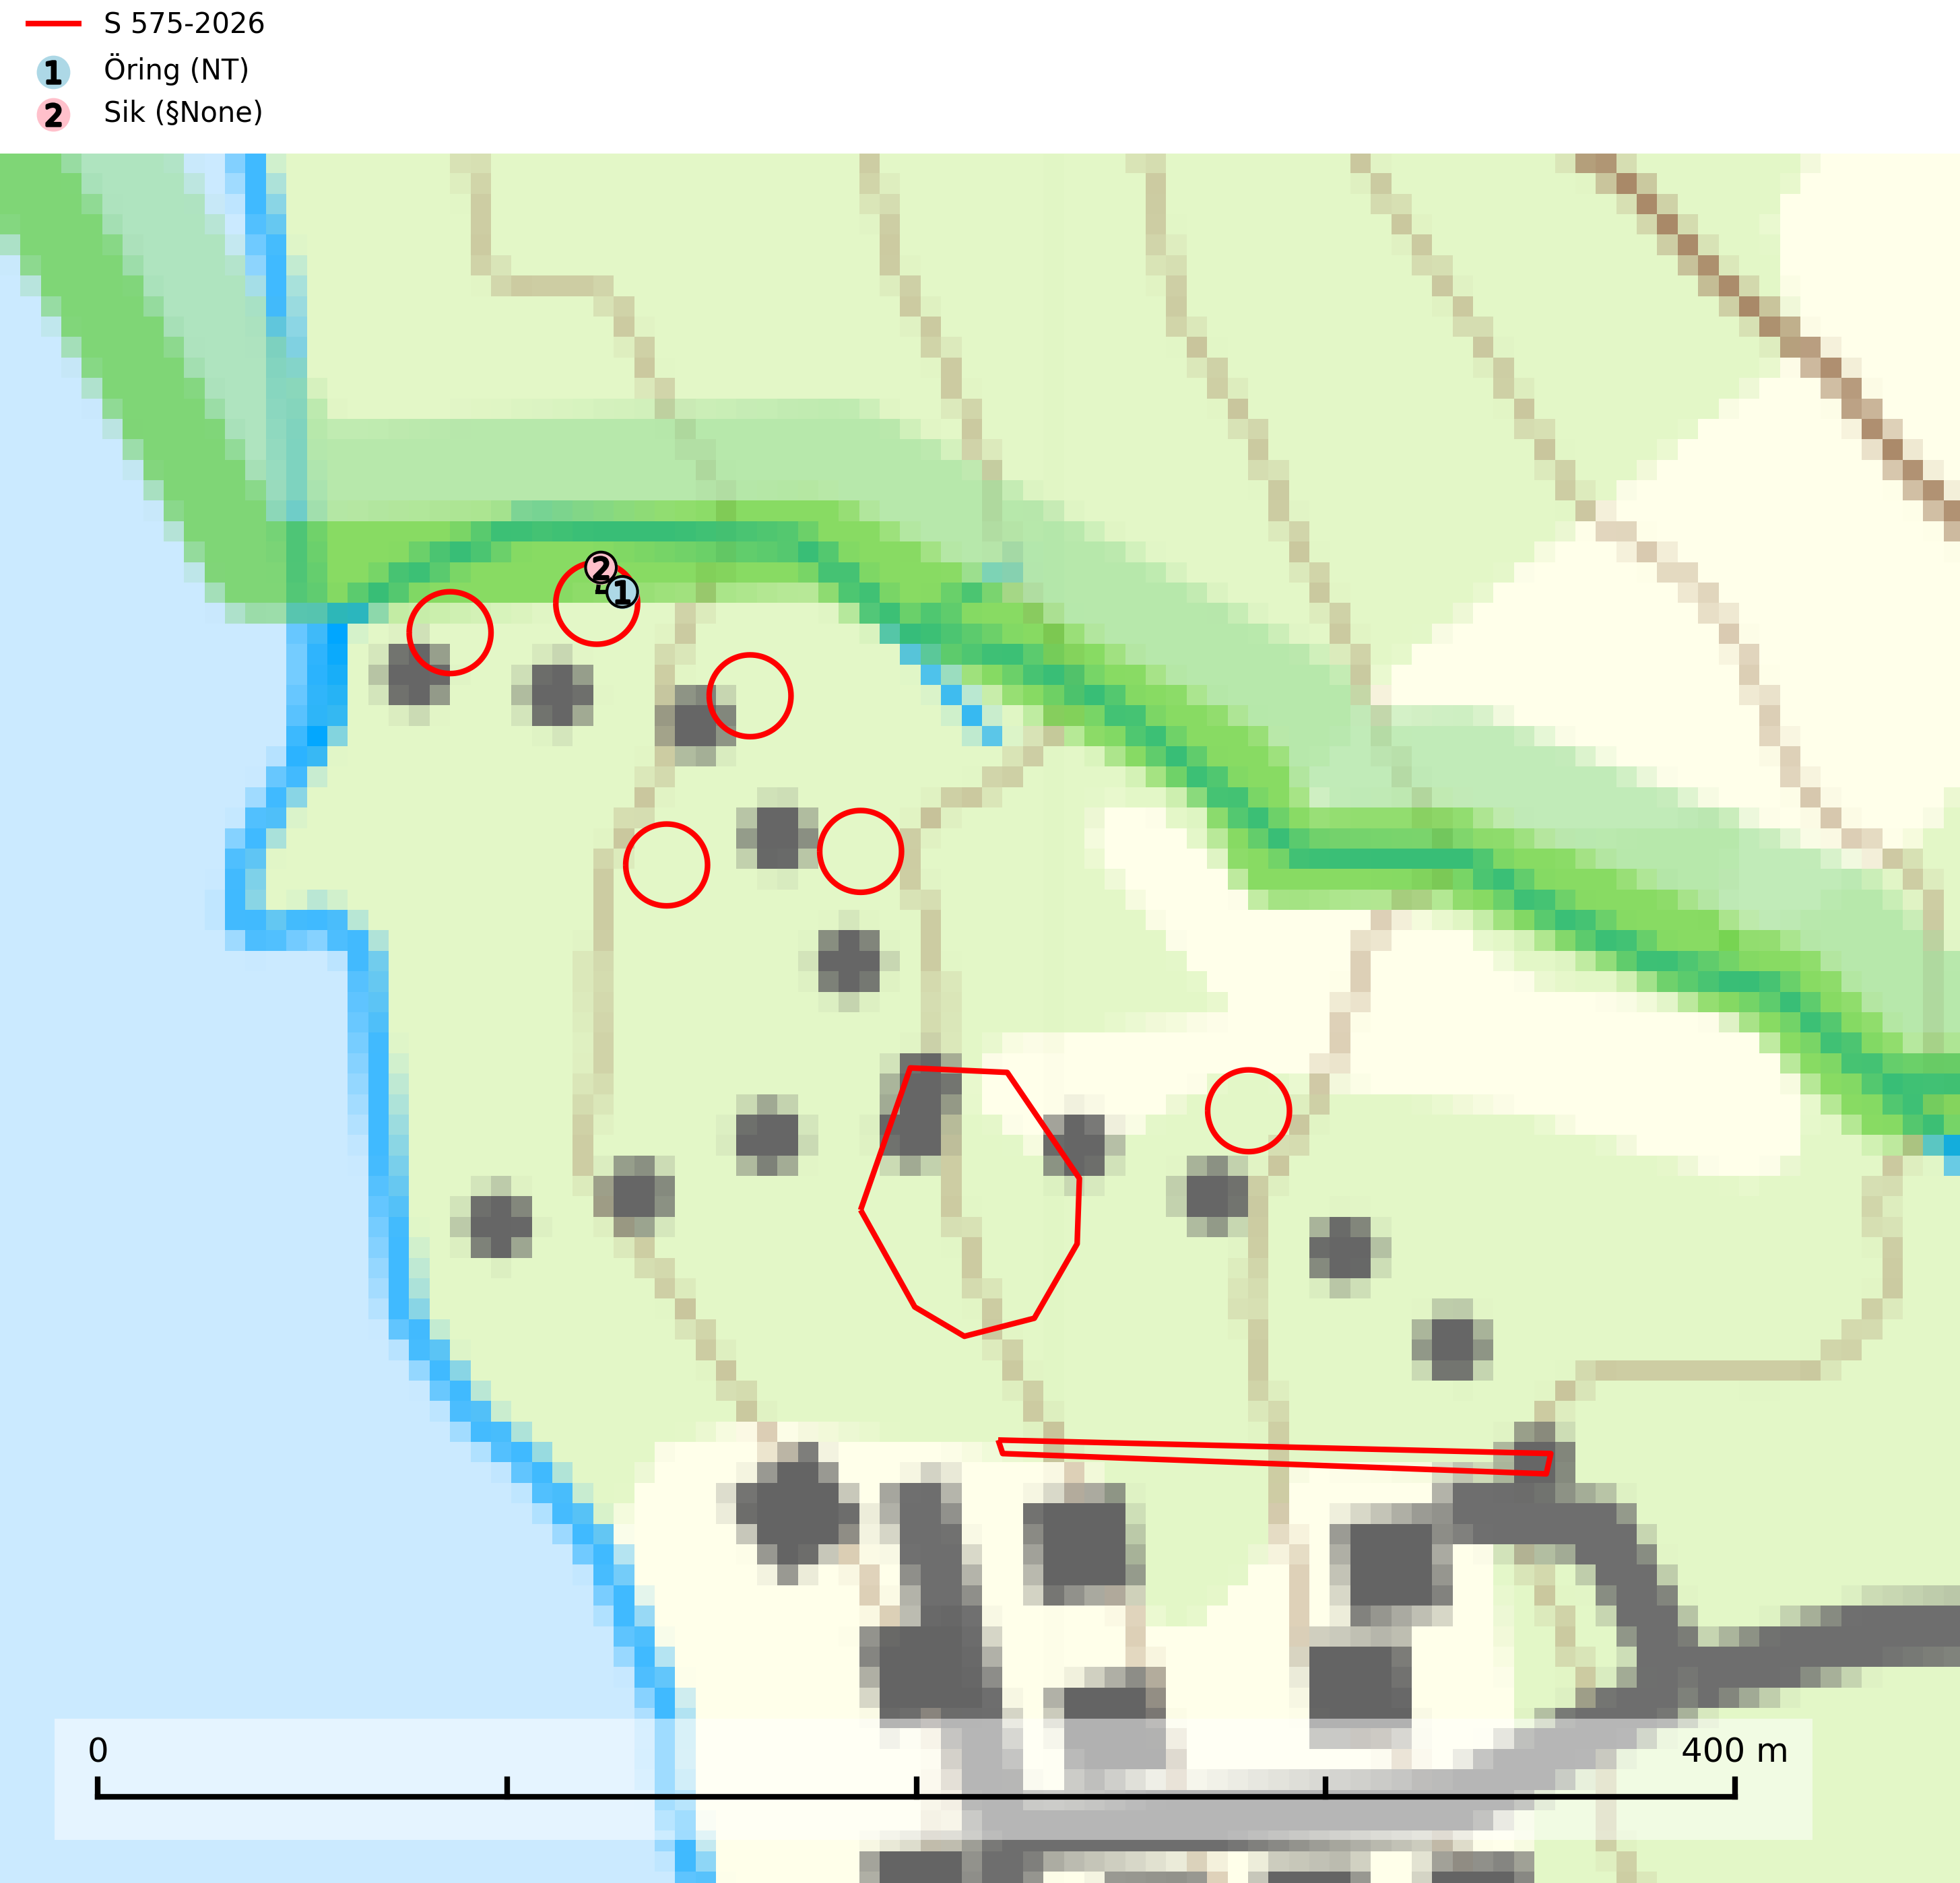 S 575-2026
1 Öring (NT)
2 Sik (§None)
2
1
0 400 m